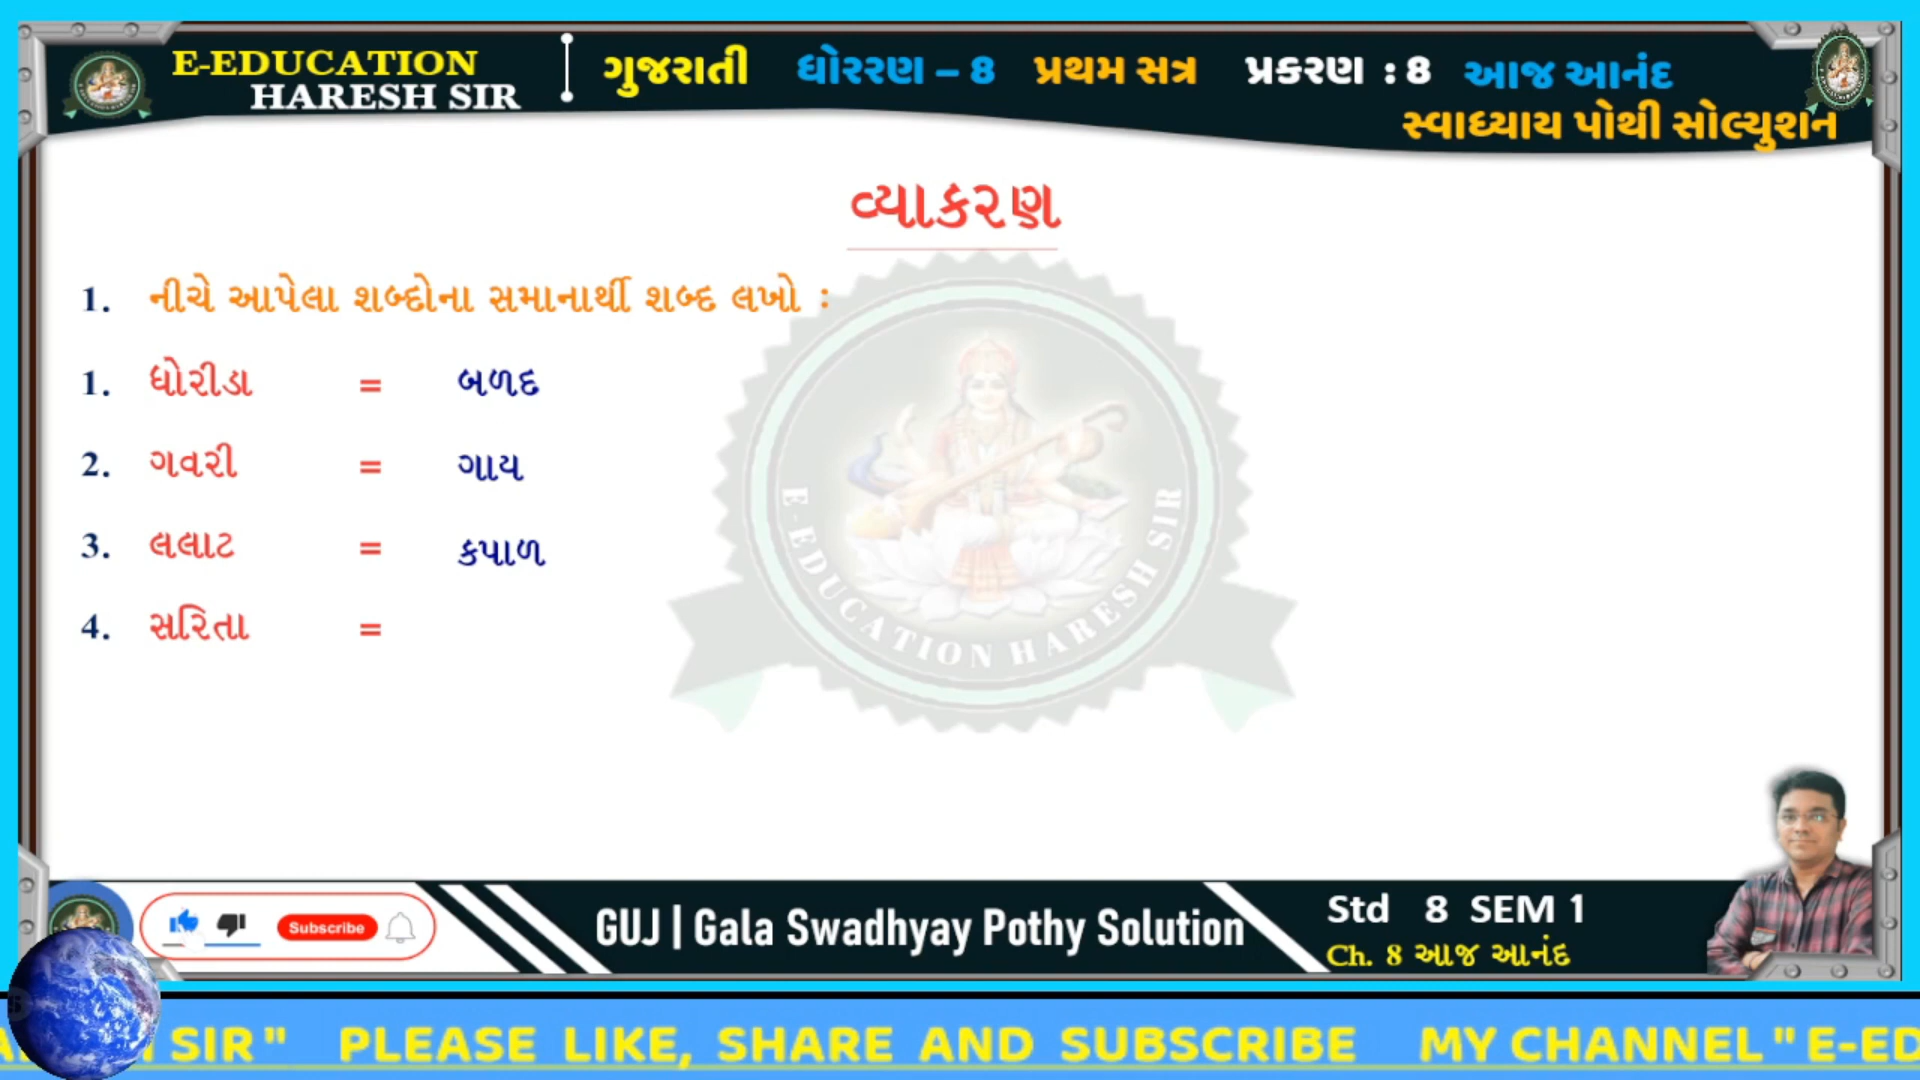 E-EDUCATION
HARESH SIR
ગુજરાતી ધોરરણ – 8 પ્રથમ સત્ર પ્રકરણ : 8 આજ આનંદ
સ્વાધ્યાય પોથી સોલ્યુશન
વ્યાકરણ
1. નીચે આપેલા શબ્દોના સમાનાર્થી શબ્દ લખો :
1. ધોરીડા = બળદ
2. ગવરી = ગાય
3. લલાટ = કપાળ
4. સરિતા =
E-EDUCATION HARESH SIR
Subscribe
GUJ | Gala Swadhyay Pothy Solution
Std 8 SEM 1
Ch. 8 આજ આનંદ
SIR " PLEASE LIKE, SHARE AND SUBSCRIBE MY CHANNEL " E-ED